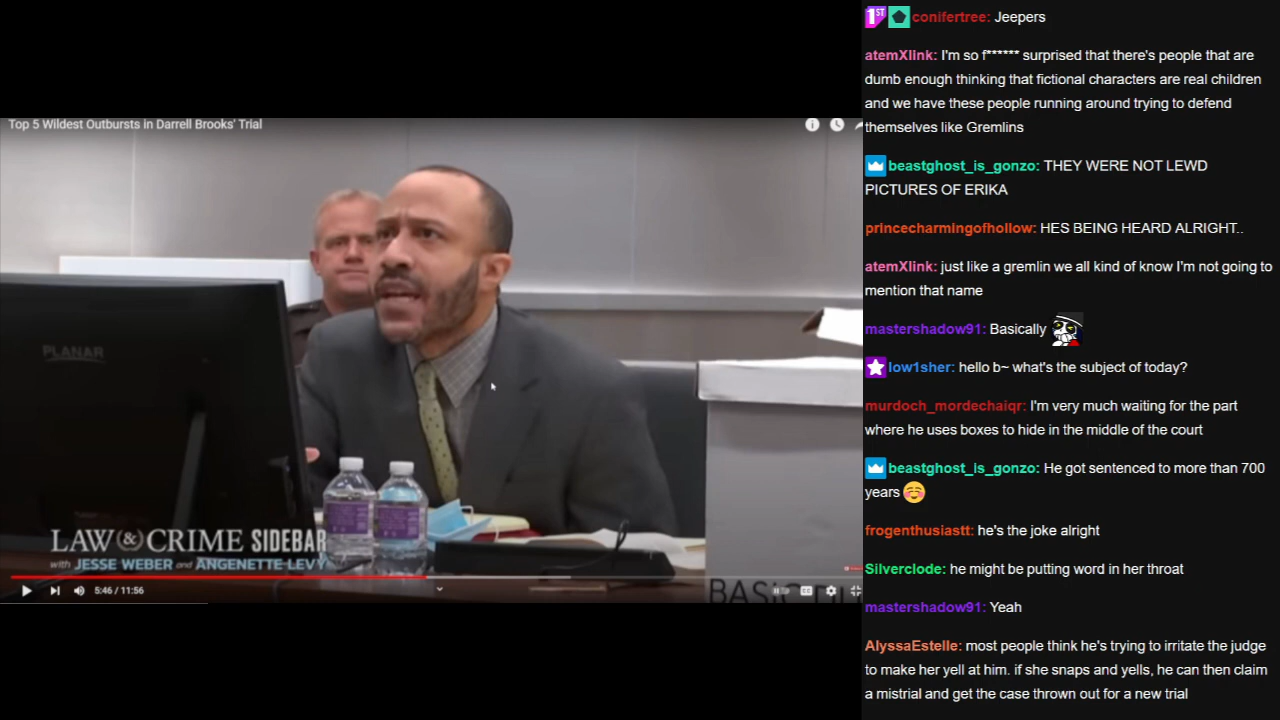 Top 5 Wildest Outbursts in Darrell Brooks' Trial
PLANAR
LAW & CRIME SIDEBAR
with JESSE WEBER and ANGENETTE LEVY
5:46 / 11:56
BASIC
1ST conifertree: Jeepers
atemXlink: I'm so f****** surprised that there's people that are
dumb enough thinking that fictional characters are real children
and we have these people running around trying to defend
themselves like Gremlins
beastghost_is_gonzo: THEY WERE NOT LEWD
PICTURES OF ERIKA
princecharmingofhollow: HES BEING HEARD ALRIGHT..
atemXlink: just like a gremlin we all kind of know I'm not going to
mention that name
mastershadow91: Basically
low1sher: hello b~ what's the subject of today?
murdoch_mordechaiqr: I'm very much waiting for the part
where he uses boxes to hide in the middle of the court
beastghost_is_gonzo: He got sentenced to more than 700
years
frogenthusiastt: he's the joke alright
Silverclode: he might be putting word in her throat
mastershadow91: Yeah
AlyssaEstelle: most people think he's trying to irritate the judge
to make her yell at him. if she snaps and yells, he can then claim
a mistrial and get the case thrown out for a new trial